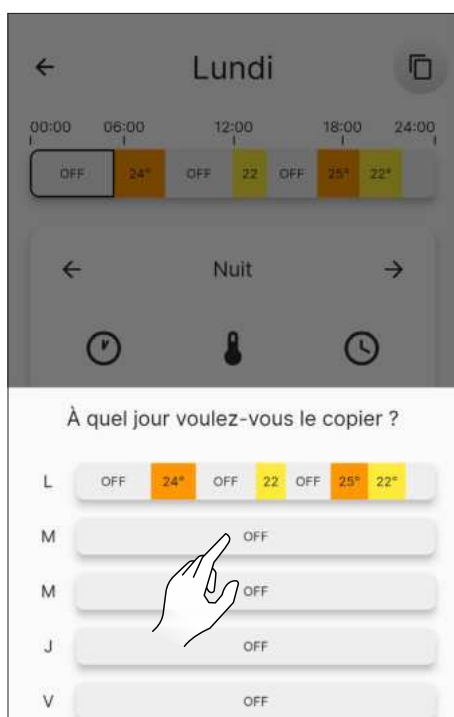 Lundi
00:00 06:00 12:00 18:00 24:00
OFF 24° OFF 22 OFF 25° 22°
Nuit
À quel jour voulez-vous le copier ?
L OFF 24° OFF 22 OFF 25° 22°
M OFF
M OFF
J OFF
V OFF